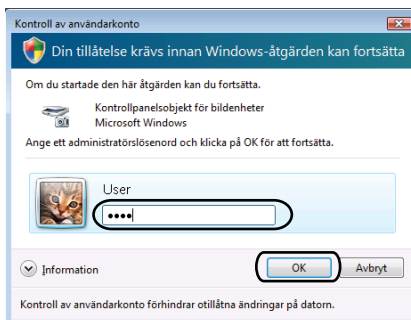 Kontroll av användarkonto
Din tillåtelse krävs innan Windows-åtgärden kan fortsätta
Om du startade den här åtgärden kan du fortsätta.
Kontrollpanelsobjekt för bildenheter
Microsoft Windows
Ange ett administratörslösenord och klicka på OK för att fortsätta.
User
••••
Information
OK
Avbryt
Kontroll av användarkonto förhindrar otillåtna ändringar på datorn.